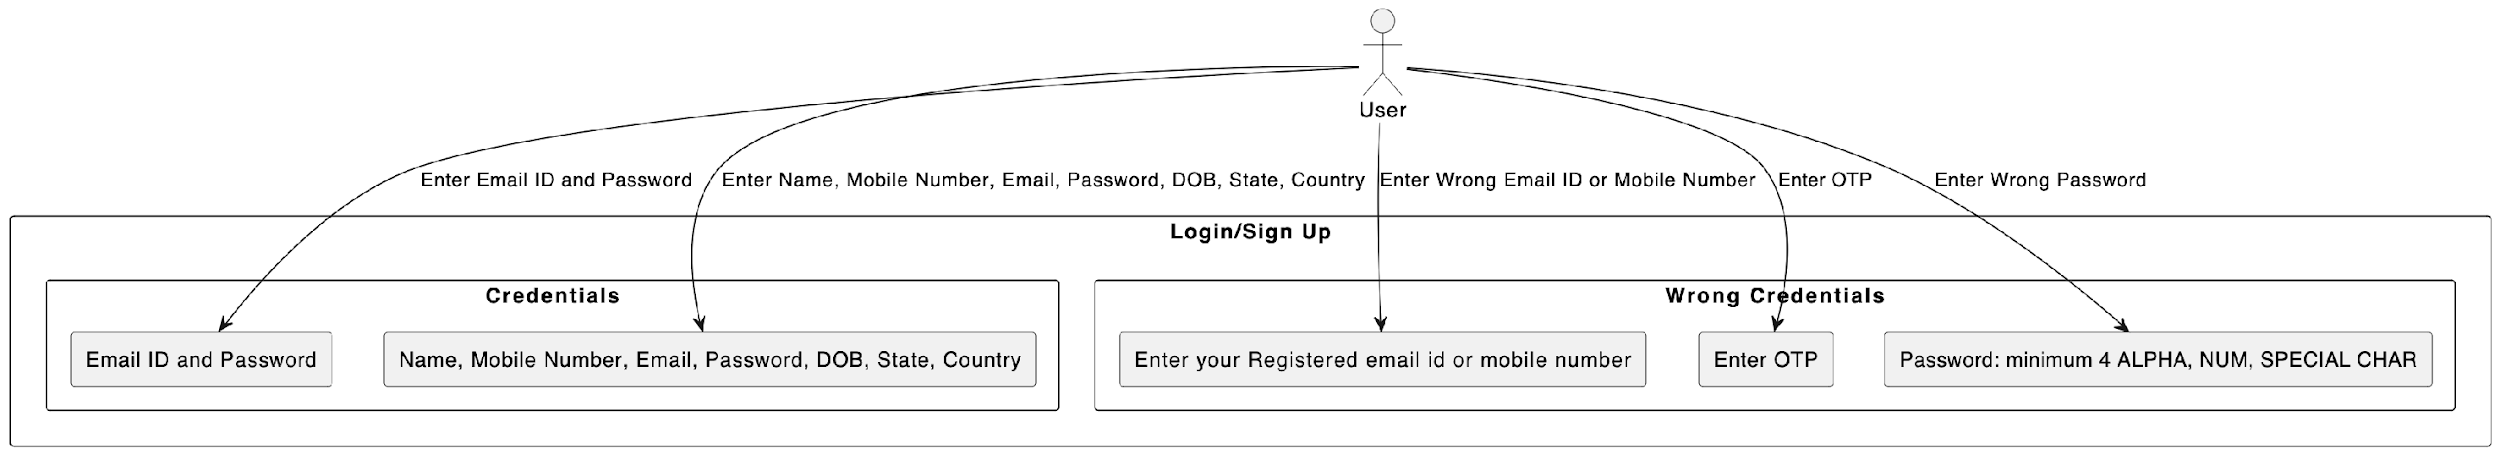 User
Enter Email ID and Password
Enter Name, Mobile Number, Email, Password, DOB, State, Country
Enter Wrong Email ID or Mobile Number
Enter OTP
Enter Wrong Password
Login/Sign Up
Credentials
Wrong Credentials
Email ID and Password
Name, Mobile Number, Email, Password, DOB, State, Country
Enter your Registered email id or mobile number
Enter OTP
Password: minimum 4 ALPHA, NUM, SPECIAL CHAR